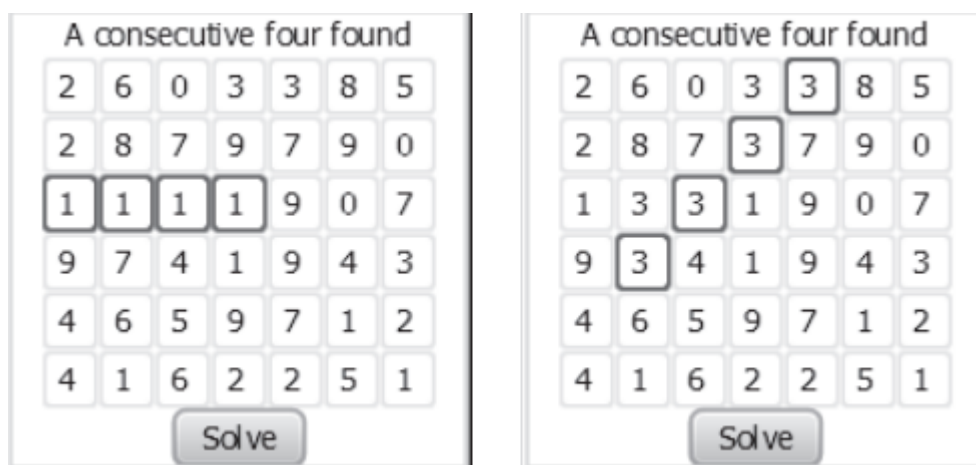 A consecutive four found
2 6 0 3 3 8 5
2 8 7 9 7 9 0
1 1 1 1 9 0 7
9 7 4 1 9 4 3
4 6 5 9 7 1 2
4 1 6 2 2 5 1
Solve
A consecutive four found
2 6 0 3 3 8 5
2 8 7 3 7 9 0
1 3 3 1 9 0 7
9 3 4 1 9 4 3
4 6 5 9 7 1 2
4 1 6 2 2 5 1
Solve